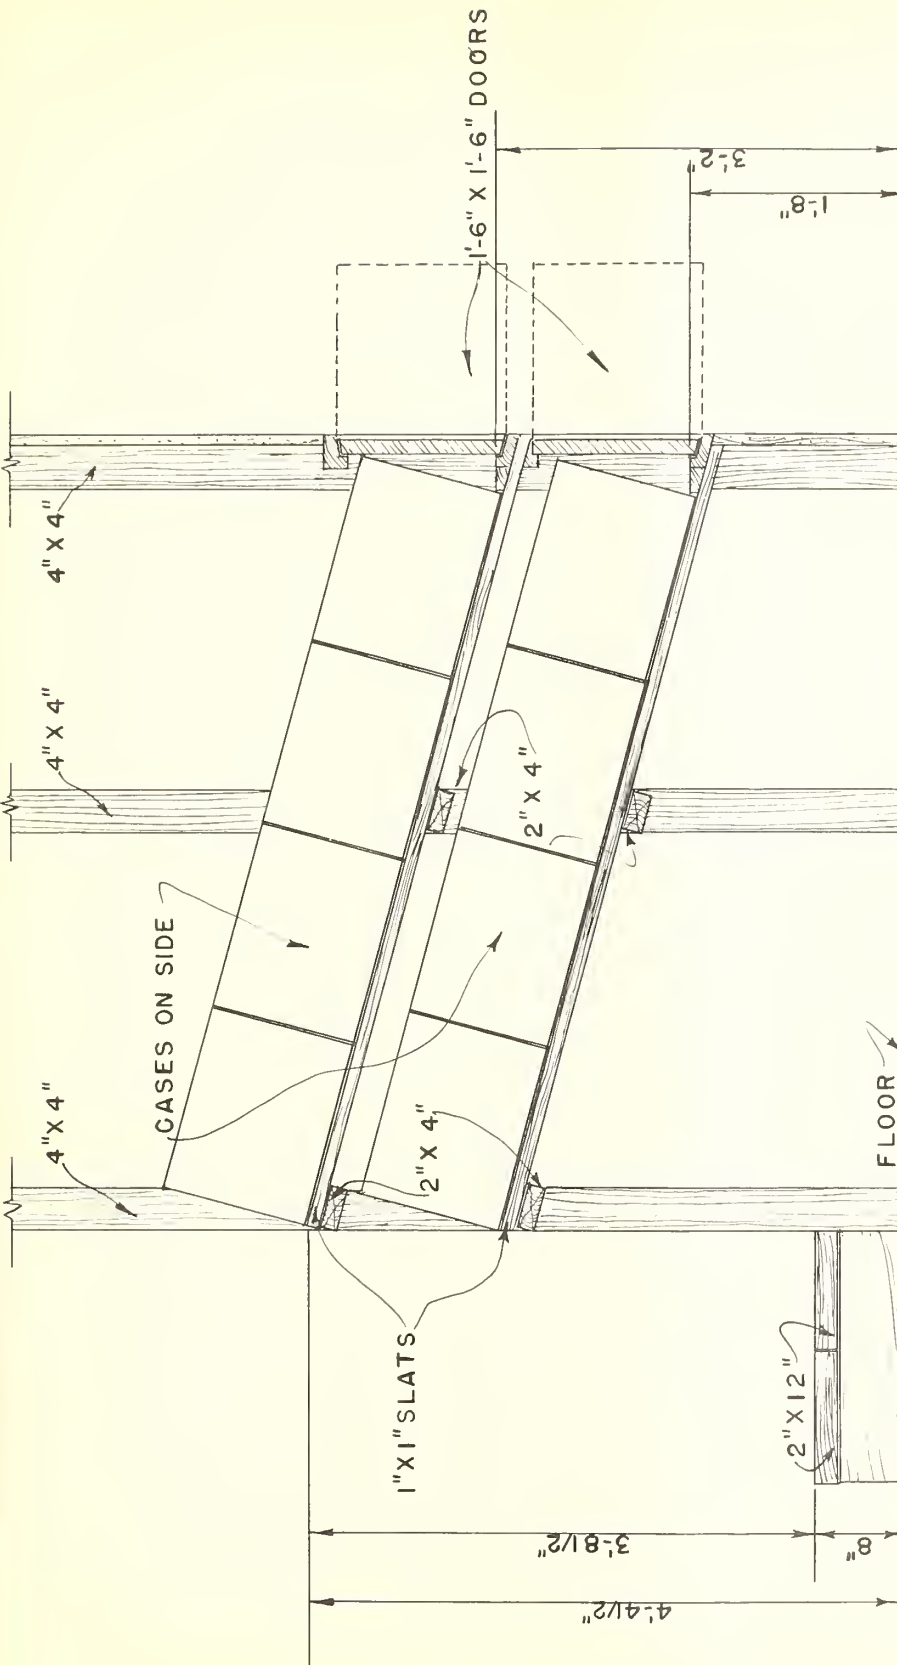 1'-6" X 1'-6" DOORS
3'-2"
1'-8"
4" X 4"
4" X 4"
4" X 4"
CASES ON SIDE
2" X 4"
2" X 4"
1" X 1" SLATS
FLOOR
2" X 12"
3'-8 1/2"
8"
4'-4 1/2"